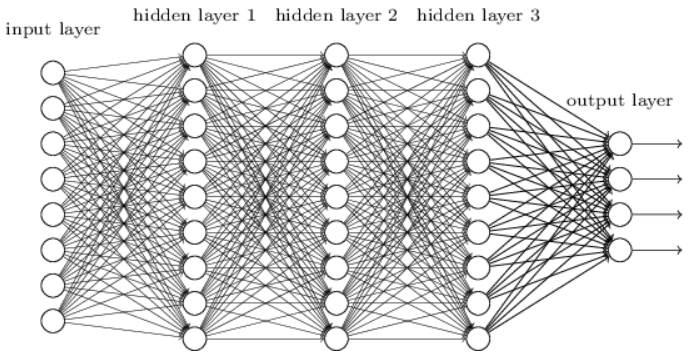 input layer
hidden layer 1
hidden layer 2
hidden layer 3
output layer